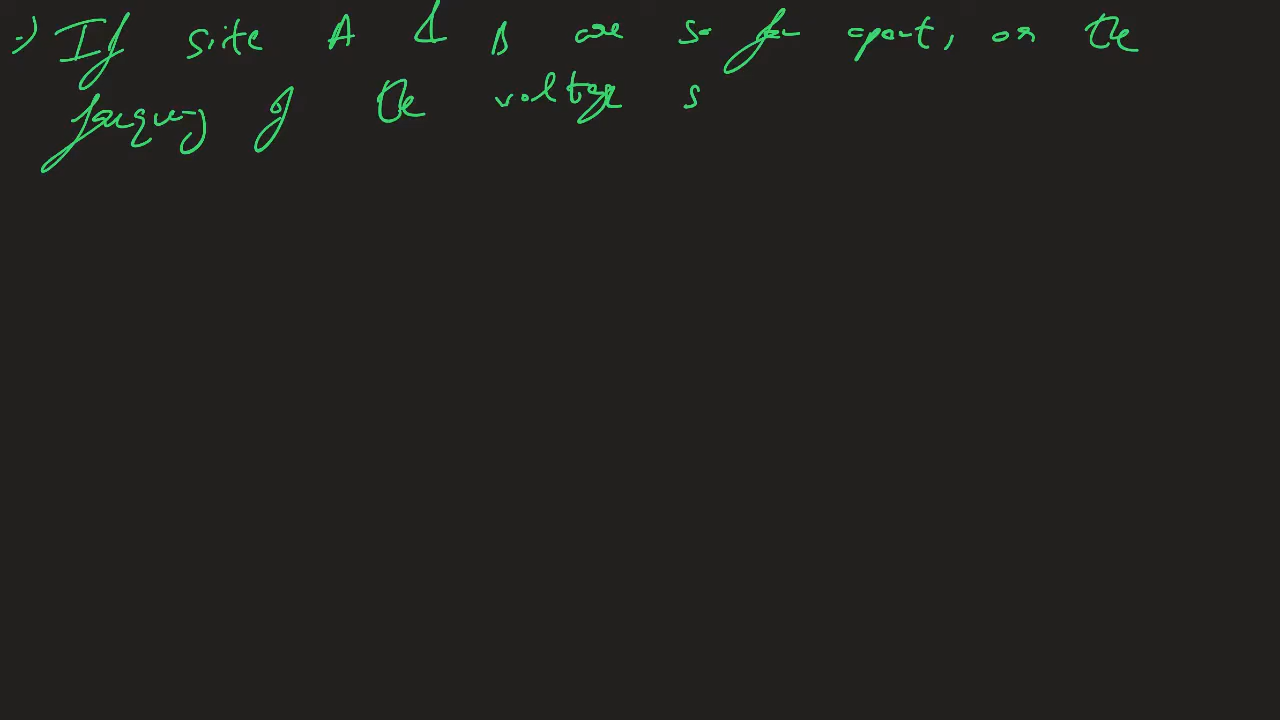 :) If site A & B are so far apart, or the
frequency of the voltage s